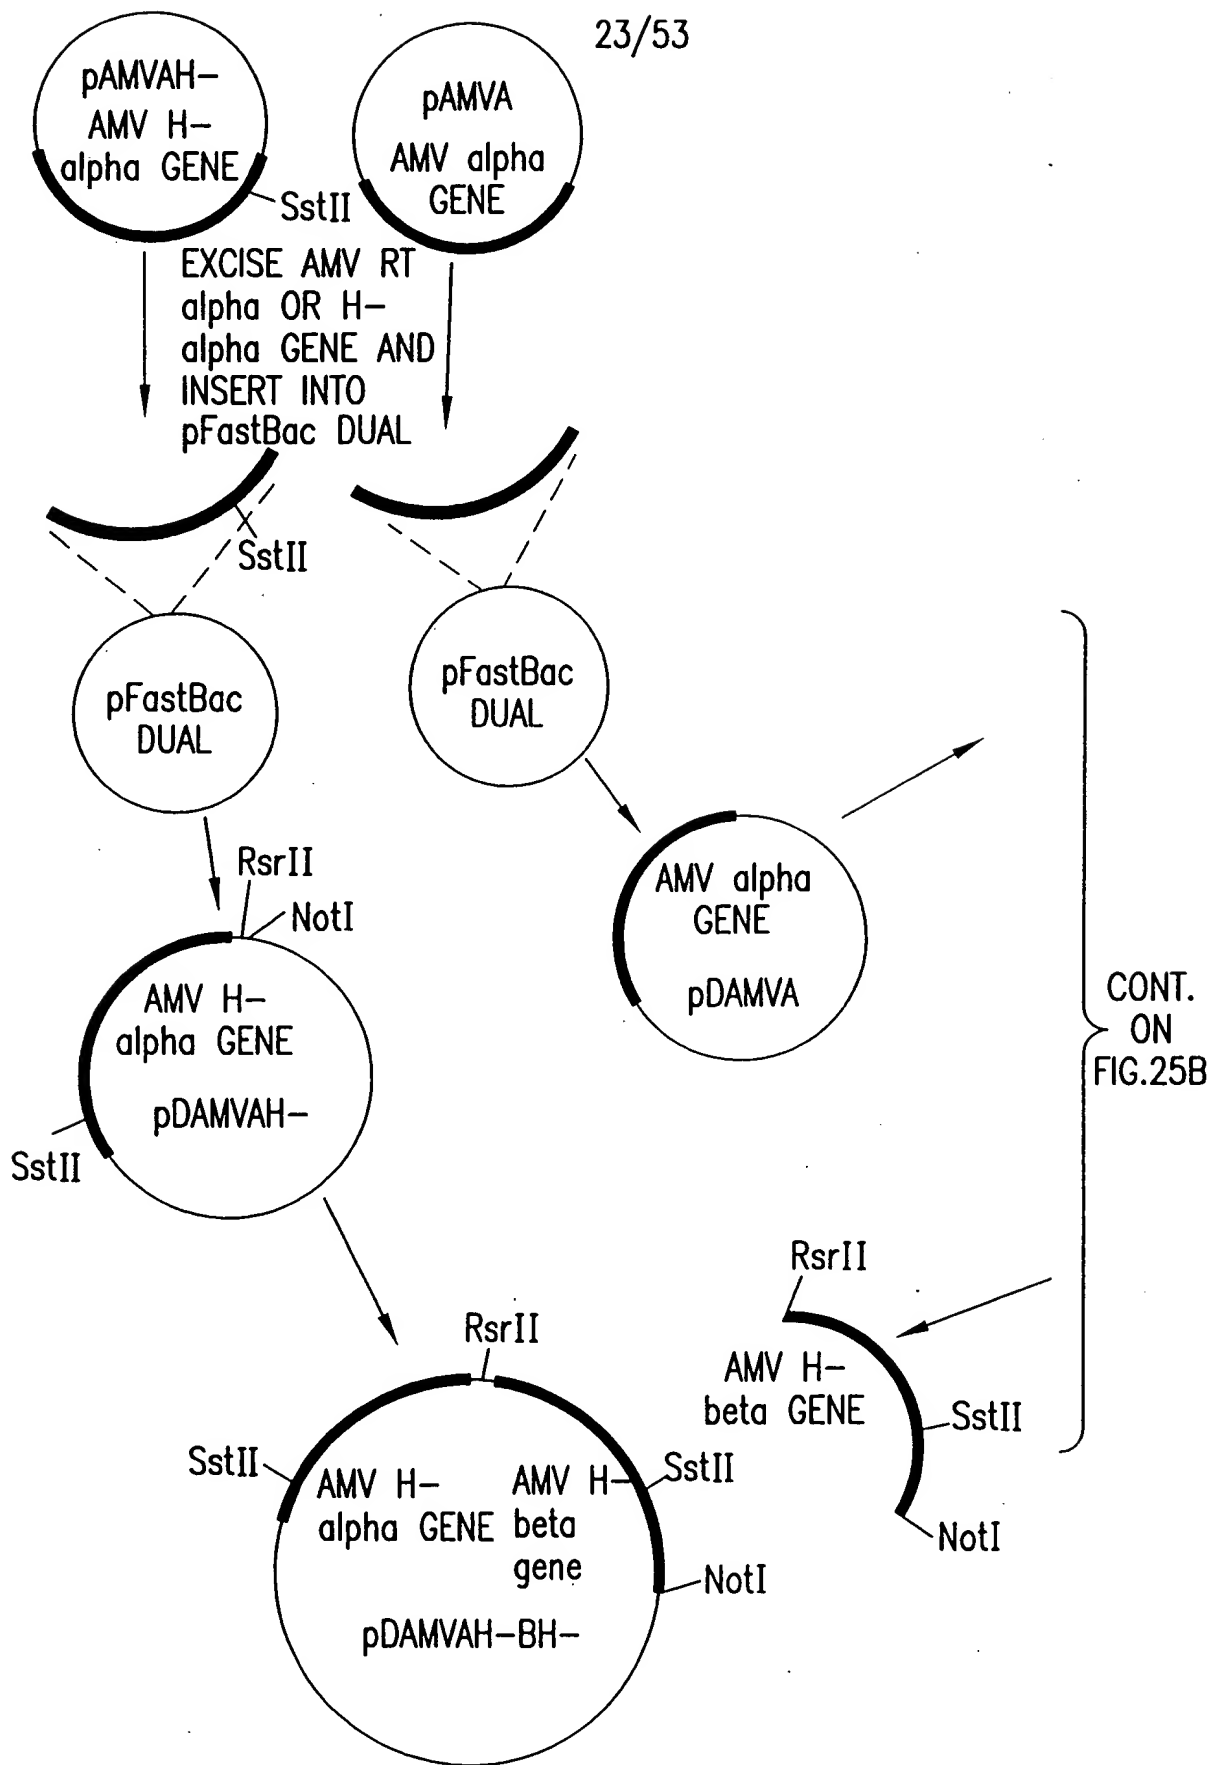 23/53
pAMVAH-
AMV H-
alpha GENE
SstII
pAMVA
AMV alpha
GENE
EXCISE AMV RT
alpha OR H-
alpha GENE AND
INSERT INTO
pFastBac DUAL
SstII
pFastBac
DUAL
pFastBac
DUAL
RsrII
NotI
AMV H-
alpha GENE
pDAMVAH-
SstII
AMV alpha
GENE
pDAMVA
CONT.
ON
FIG.25B
RsrII
AMV H-
beta GENE
SstII
NotI
RsrII
SstII
AMV H-
alpha GENE
AMV H-
beta
gene
SstII
NotI
pDAMVAH-BH-